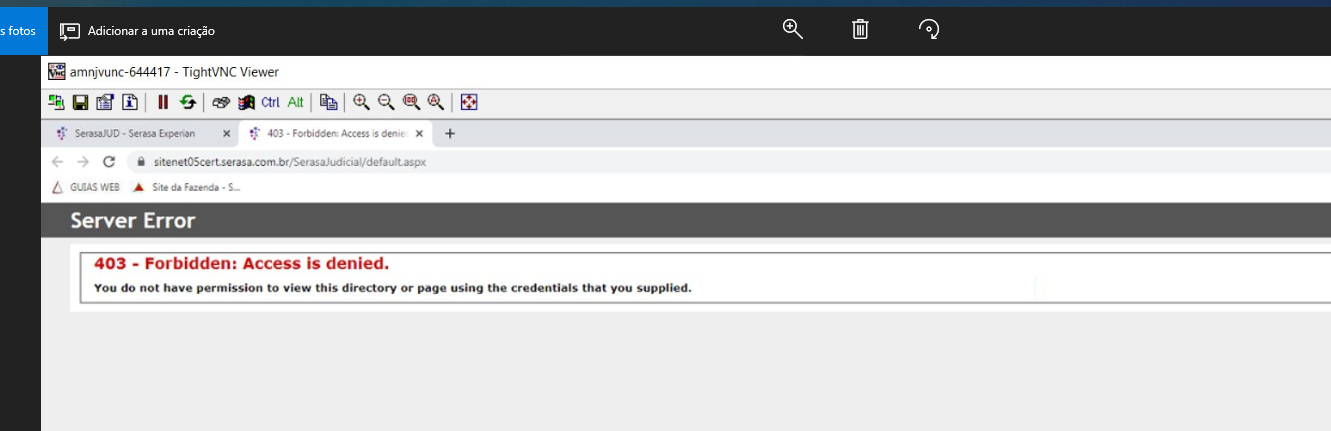 s fotos
Adicionar a uma criação
amnjvunc-644417 - TightVNC Viewer
Ctrl Alt
SerasaJUD - Serasa Experian
403 - Forbidden: Access is denie
sitenet05cert.serasa.com.br/SerasaJudicial/default.aspx
GUIAS WEB
Site da Fazenda - S...
Server Error
403 - Forbidden: Access is denied.
You do not have permission to view this directory or page using the credentials that you supplied.